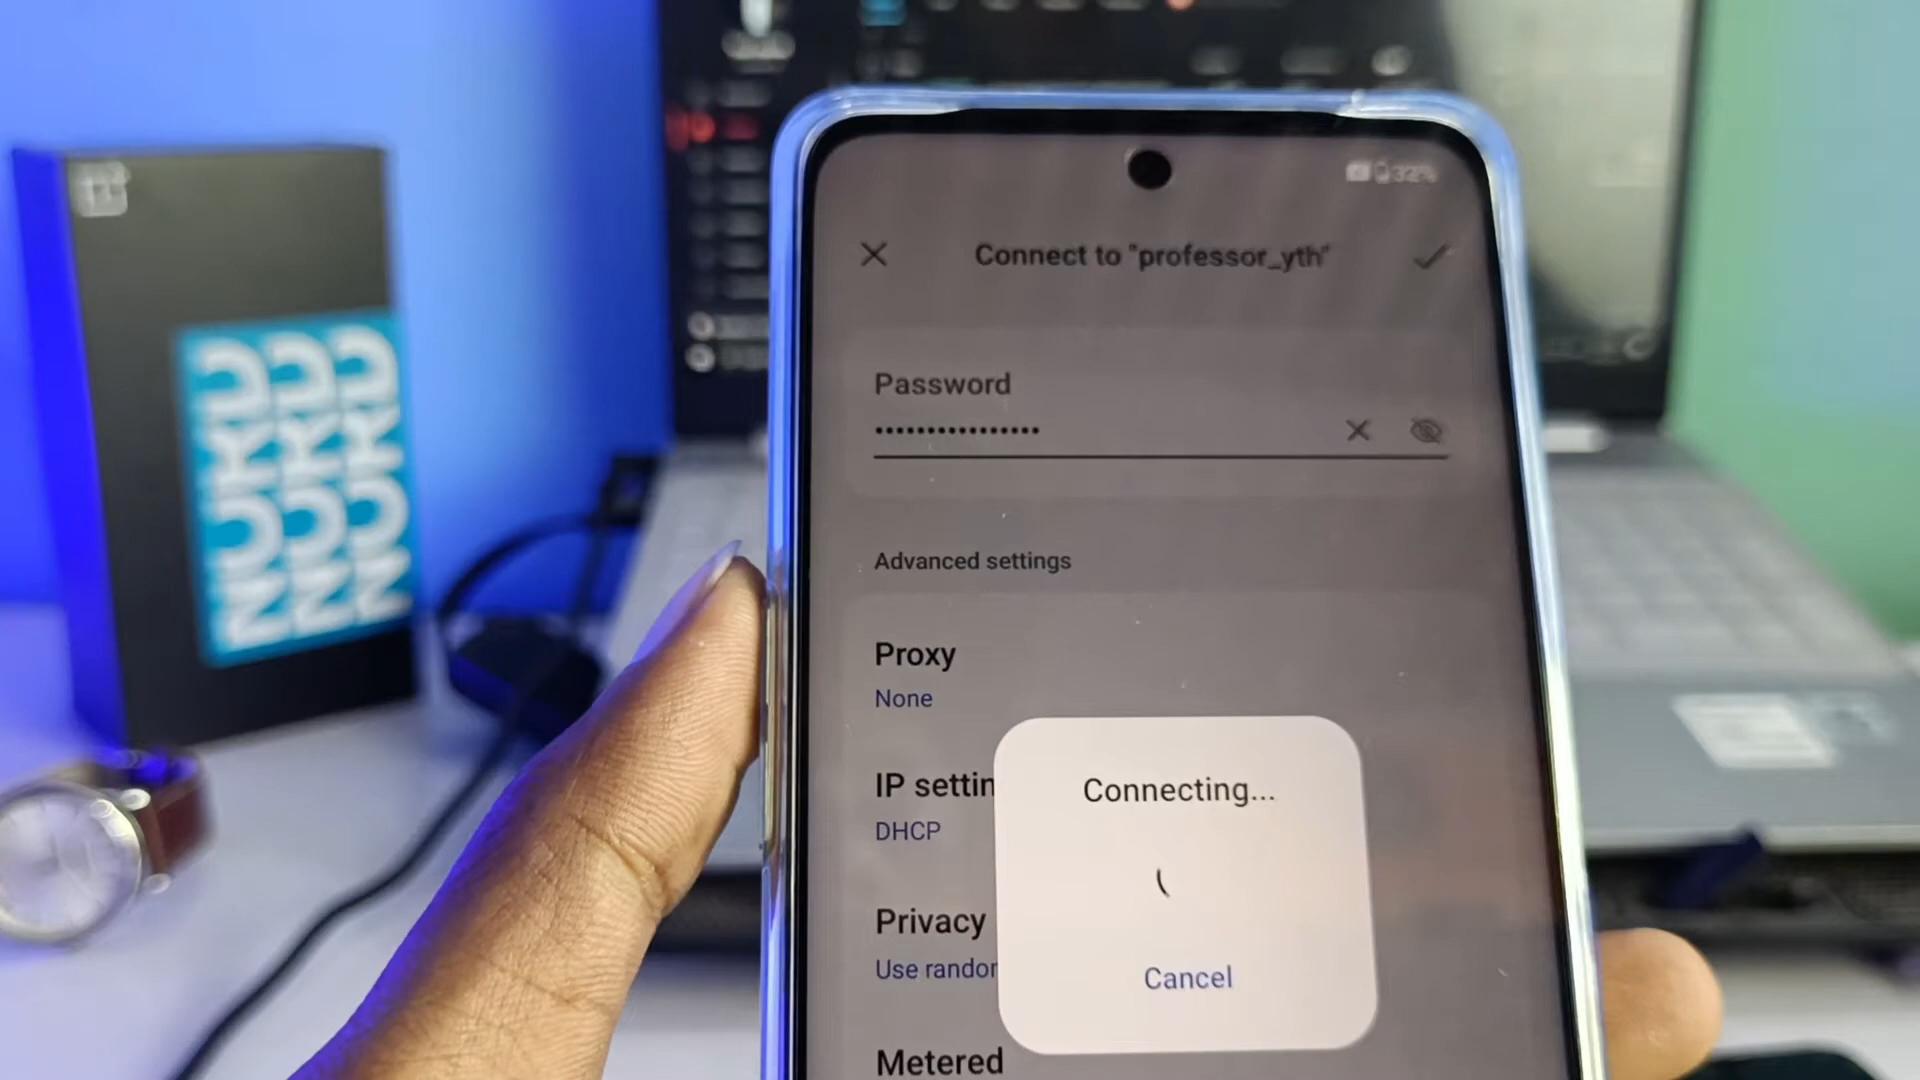 32%
Connect to "professor_yth"
Password
••••••••••••••••
Advanced settings
Proxy
None
IP settin
DHCP
Privacy
Use randor
Metered
Connecting...
Cancel
NORD
NORD
NORD